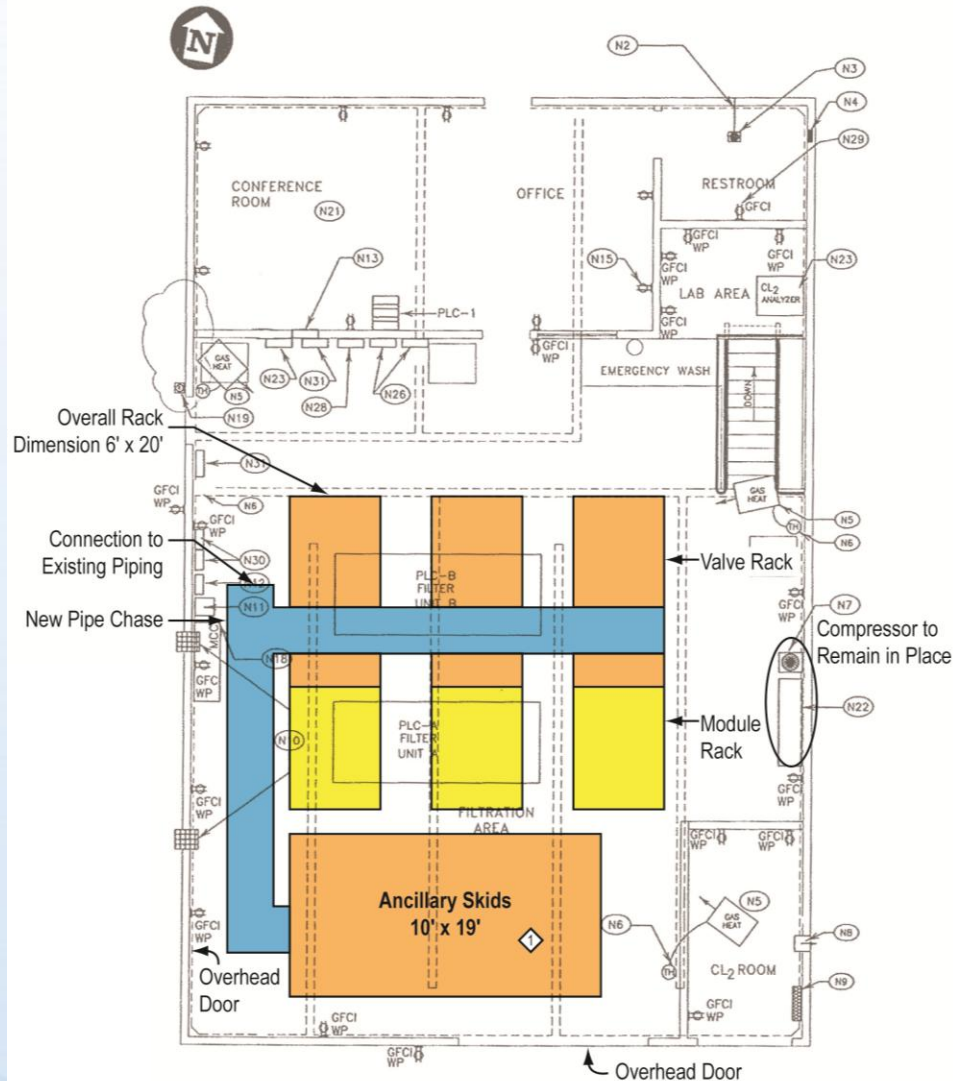 N
N2
N3
N4
N29
CONFERENCE
ROOM
N21
OFFICE
RESTROOM
GFCI
GFCI
WP
GFCI
WP
GFCI
WP
N13
N15
N23
LAB AREA
CL2
ANALYZER
PLC-1
GFCI
WP
GFCI
WP
GAS
HEAT
N5
TH
N19
N23
N31
N28
N26
EMERGENCY WASH
DOWN
Overall Rack
Dimension 6' x 20'
N31
GFCI
WP
N6
GFCI
WP
GAS
HEAT
N5
TH
N6
Connection to
Existing Piping
N30
N12
N11
PLC-B
FILTER
UNIT B
Valve Rack
GFCI
WP
New Pipe Chase
MCC
N18
GFC
WP
N7
Compressor to
Remain in Place
N22
N10
PLC-A
FILTER
UNIT A
Module
Rack
GFCI
WP
GFCI
WP
FILTRATION
AREA
GFCI
WP
GFCI
WP
Ancillary Skids
10' x 19'
1
GFCI
WP
N6
TH
GAS
HEAT
N5
N8
CL2 ROOM
N9
Overhead
Door
GFCI
WP
GFCI
WP
GFCI
WP
Overhead Door